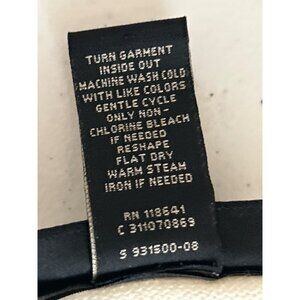 TURN GARMENT
INSIDE OUT
MACHINE WASH COLD
WITH LIKE COLORS
GENTLE CYCLE
ONLY NON-
CHLORINE BLEACH
IF NEEDED
RESHAPE
FLAT DRY
WARM STEAM
IRON IF NEEDED
RN 118641
C 311070869
S 931500-08